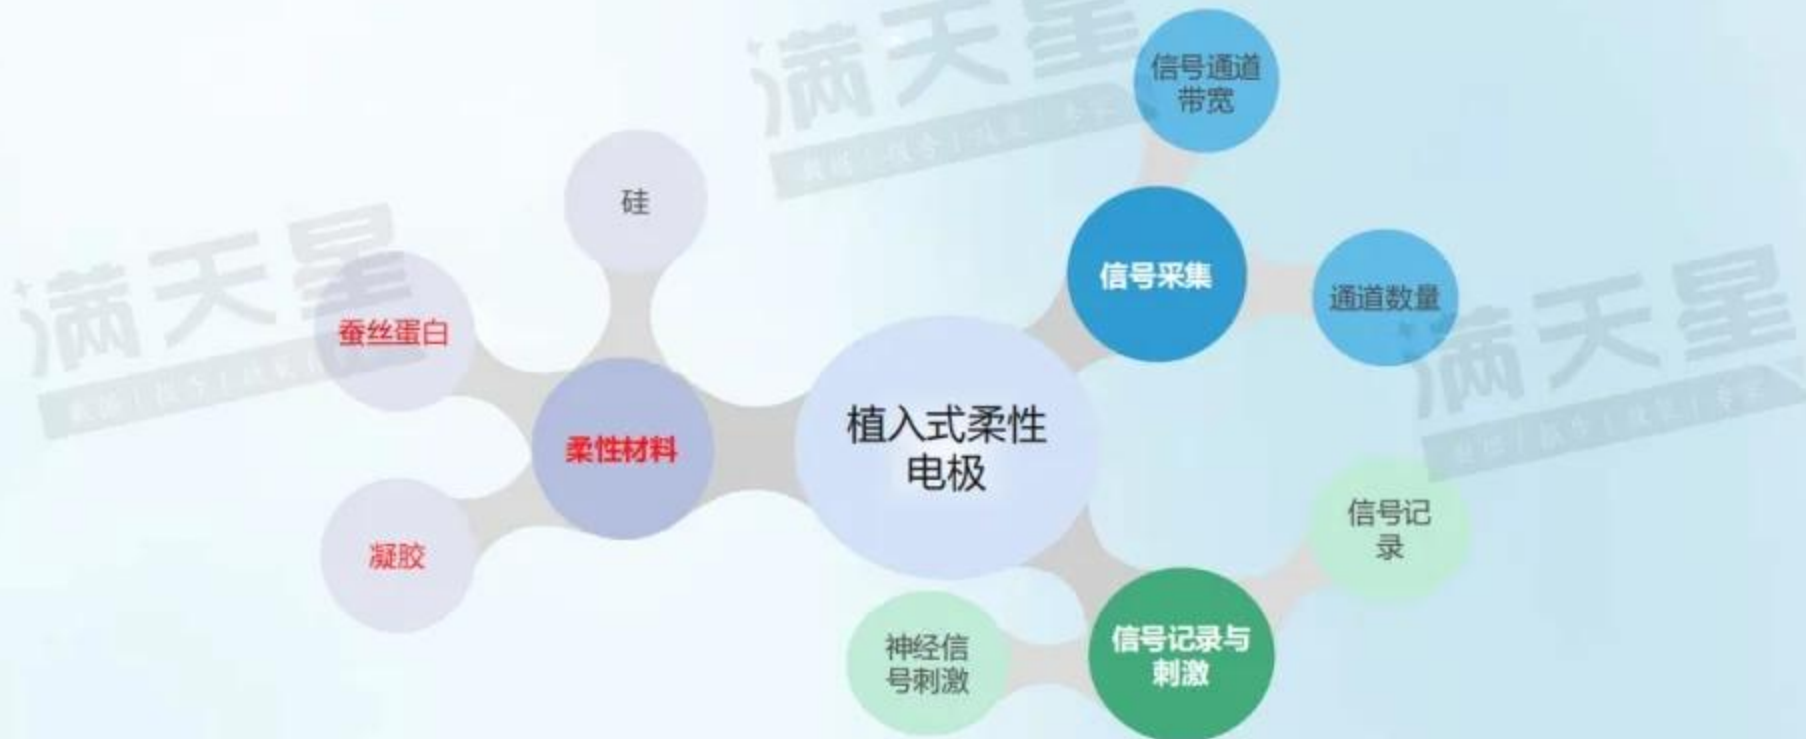 满天星
信号通道
带宽
硅
满天星
信号采集
通道数量
满天星
蚕丝蛋白
柔性材料
植入式柔性
电极
凝胶
信号记
录
神经信
号刺激
信号记录与
刺激